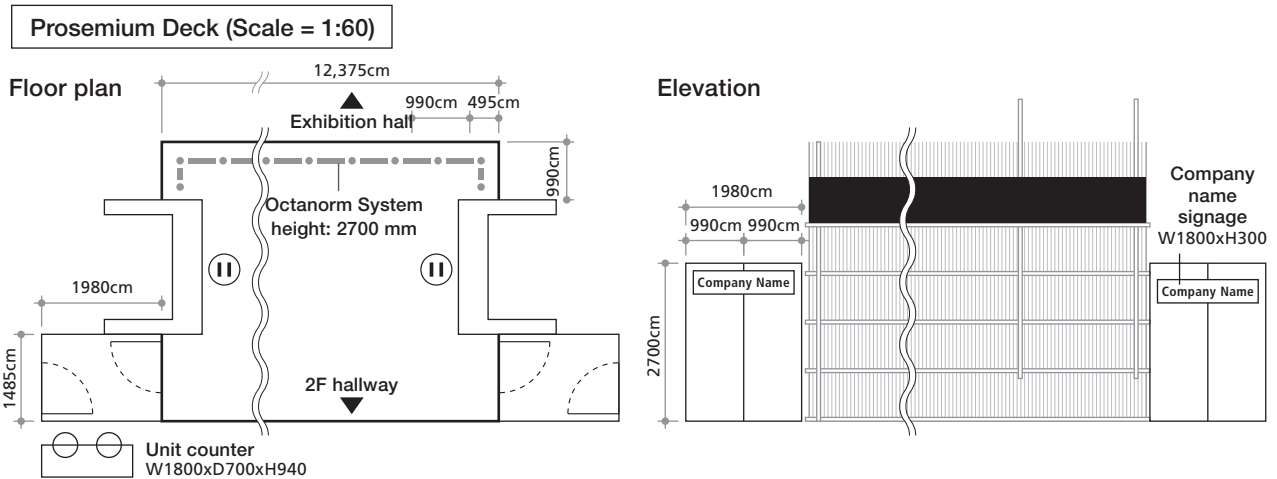 Prosemium Deck (Scale = 1:60)
Floor plan
12,375cm
Exhibition hall
990cm
495cm
990cm
Octanorm System
height: 2700 mm
1980cm
1485cm
2F hallway
Unit counter
W1800xD700xH940
Elevation
1980cm
990cm
990cm
2700cm
Company Name
Company
name
signage
W1800xH300
Company Name